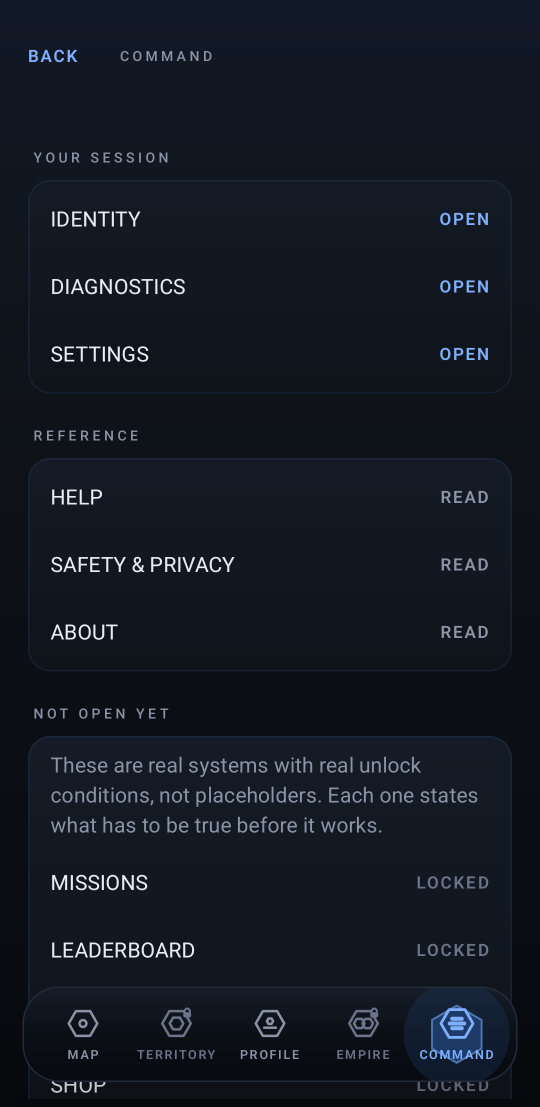 BACK COMMAND
YOUR SESSION
IDENTITY OPEN
DIAGNOSTICS OPEN
SETTINGS OPEN
REFERENCE
HELP READ
SAFETY & PRIVACY READ
ABOUT READ
NOT OPEN YET
These are real systems with real unlock
conditions, not placeholders. Each one states
what has to be true before it works.
MISSIONS LOCKED
LEADERBOARD LOCKED
MAP TERRITORY PROFILE EMPIRE COMMAND
SHOP LOCKED